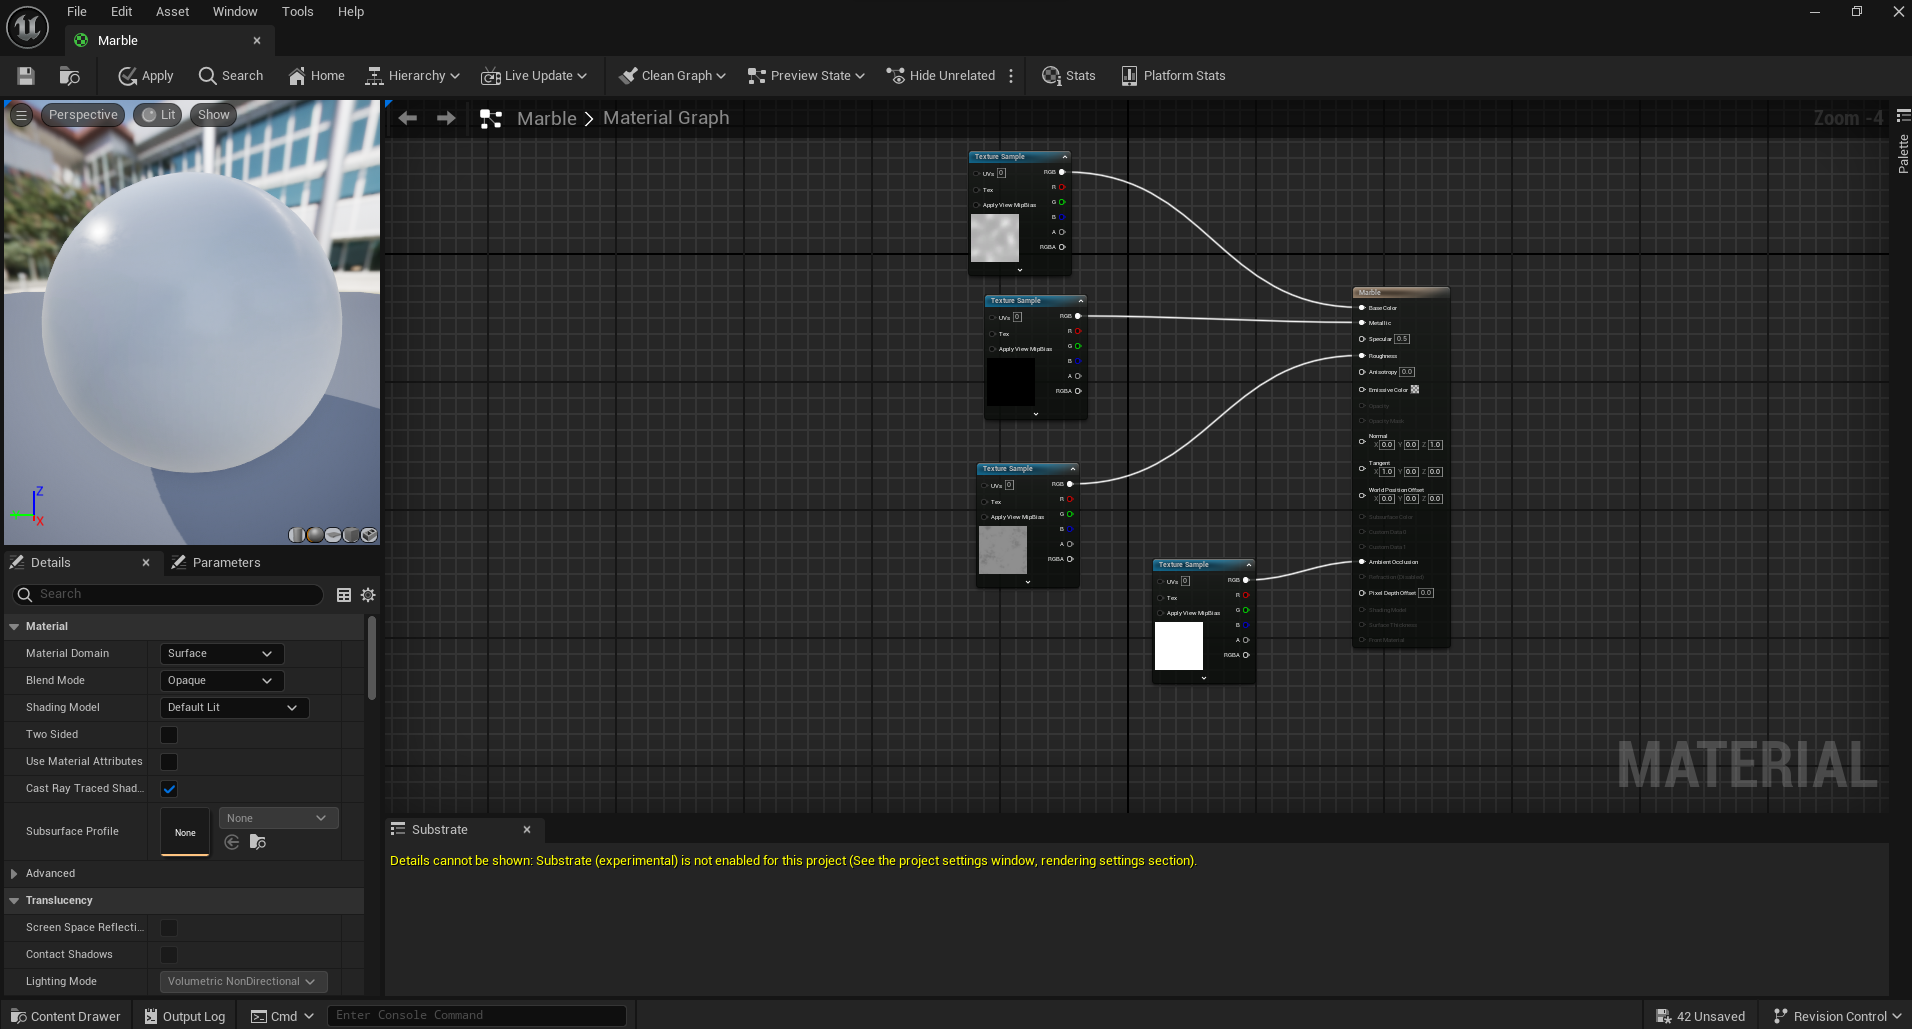 File Edit Asset Window Tools Help
Marble
Apply Search Home Hierarchy Live Update Clean Graph Preview State Hide Unrelated Stats Platform Stats
Perspective Lit Show
Marble > Material Graph
Zoom -4
Palette
Texture Sample
UVs 0 RGB
R
Tex
G
Apply View MipBias
B
A
RGBA
Texture Sample
UVs 0 RGB
R
Tex
G
Apply View MipBias
B
A
RGBA
Texture Sample
UVs 0 RGB
R
Tex
G
Apply View MipBias
B
A
RGBA
Texture Sample
UVs 0 RGB
R
Tex
G
Apply View MipBias
B
A
RGBA
Marble
Base Color
Metallic
Specular 0.5
Roughness
Anisotropy 0.0
Emissive Color
Opacity
Opacity Mask
Normal
X 0.0 Y 0.0 Z 1.0
Tangent
X 1.0 Y 0.0 Z 0.0
World Position Offset
X 0.0 Y 0.0 Z 0.0
Subsurface Color
Custom Data 0
Custom Data 1
Ambient Occlusion
Refraction (Disabled)
Pixel Depth Offset 0.0
Shading Model
Surface Thickness
Front Material
MATERIAL
Z
Y
X
Details Parameters
Search
Material
Material Domain Surface
Blend Mode Opaque
Shading Model Default Lit
Two Sided
Use Material Attributes
Cast Ray Traced Shad...
Subsurface Profile None None
Advanced
Translucency
Screen Space Reflecti...
Contact Shadows
Lighting Mode Volumetric NonDirectional
Substrate
Details cannot be shown: Substrate (experimental) is not enabled for this project (See the project settings window, rendering settings section).
Content Drawer Output Log Cmd Enter Console Command 42 Unsaved Revision Control